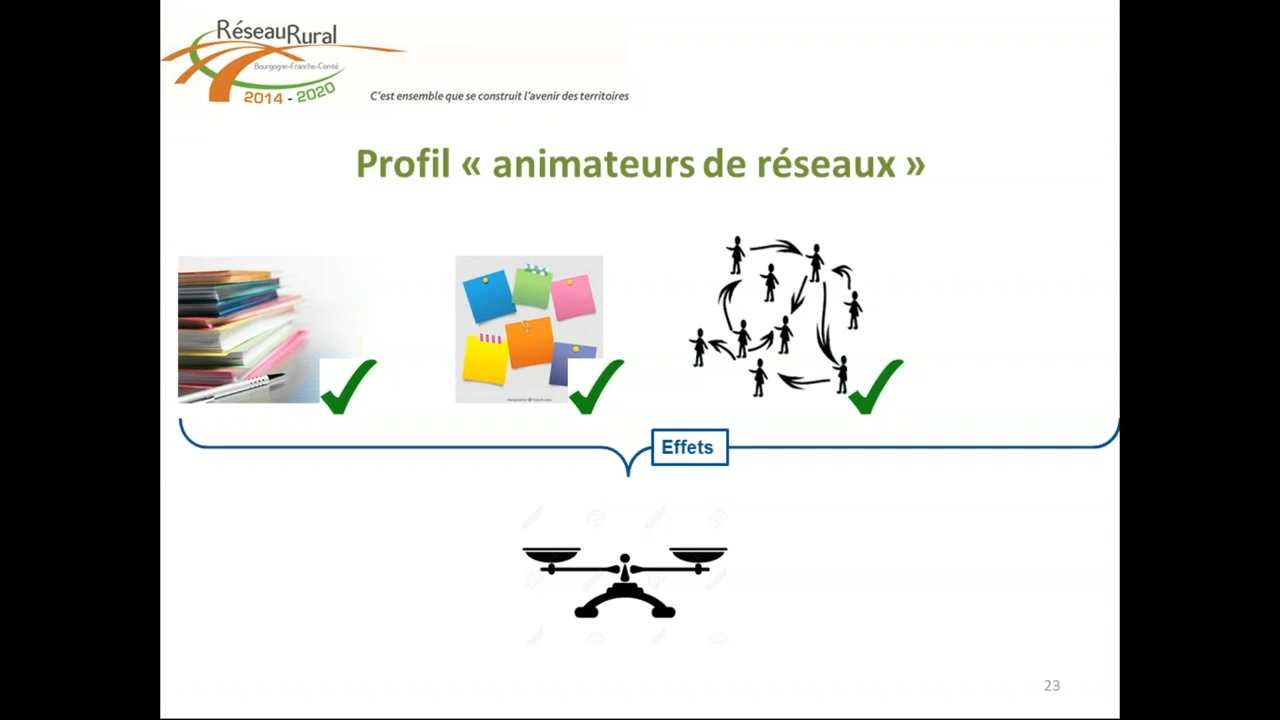 RéseauRural
Bourgogne-Franche-Comté
2014 - 2020
C'est ensemble que se construit l'avenir des territoires
Profil « animateurs de réseaux »
Effets
23